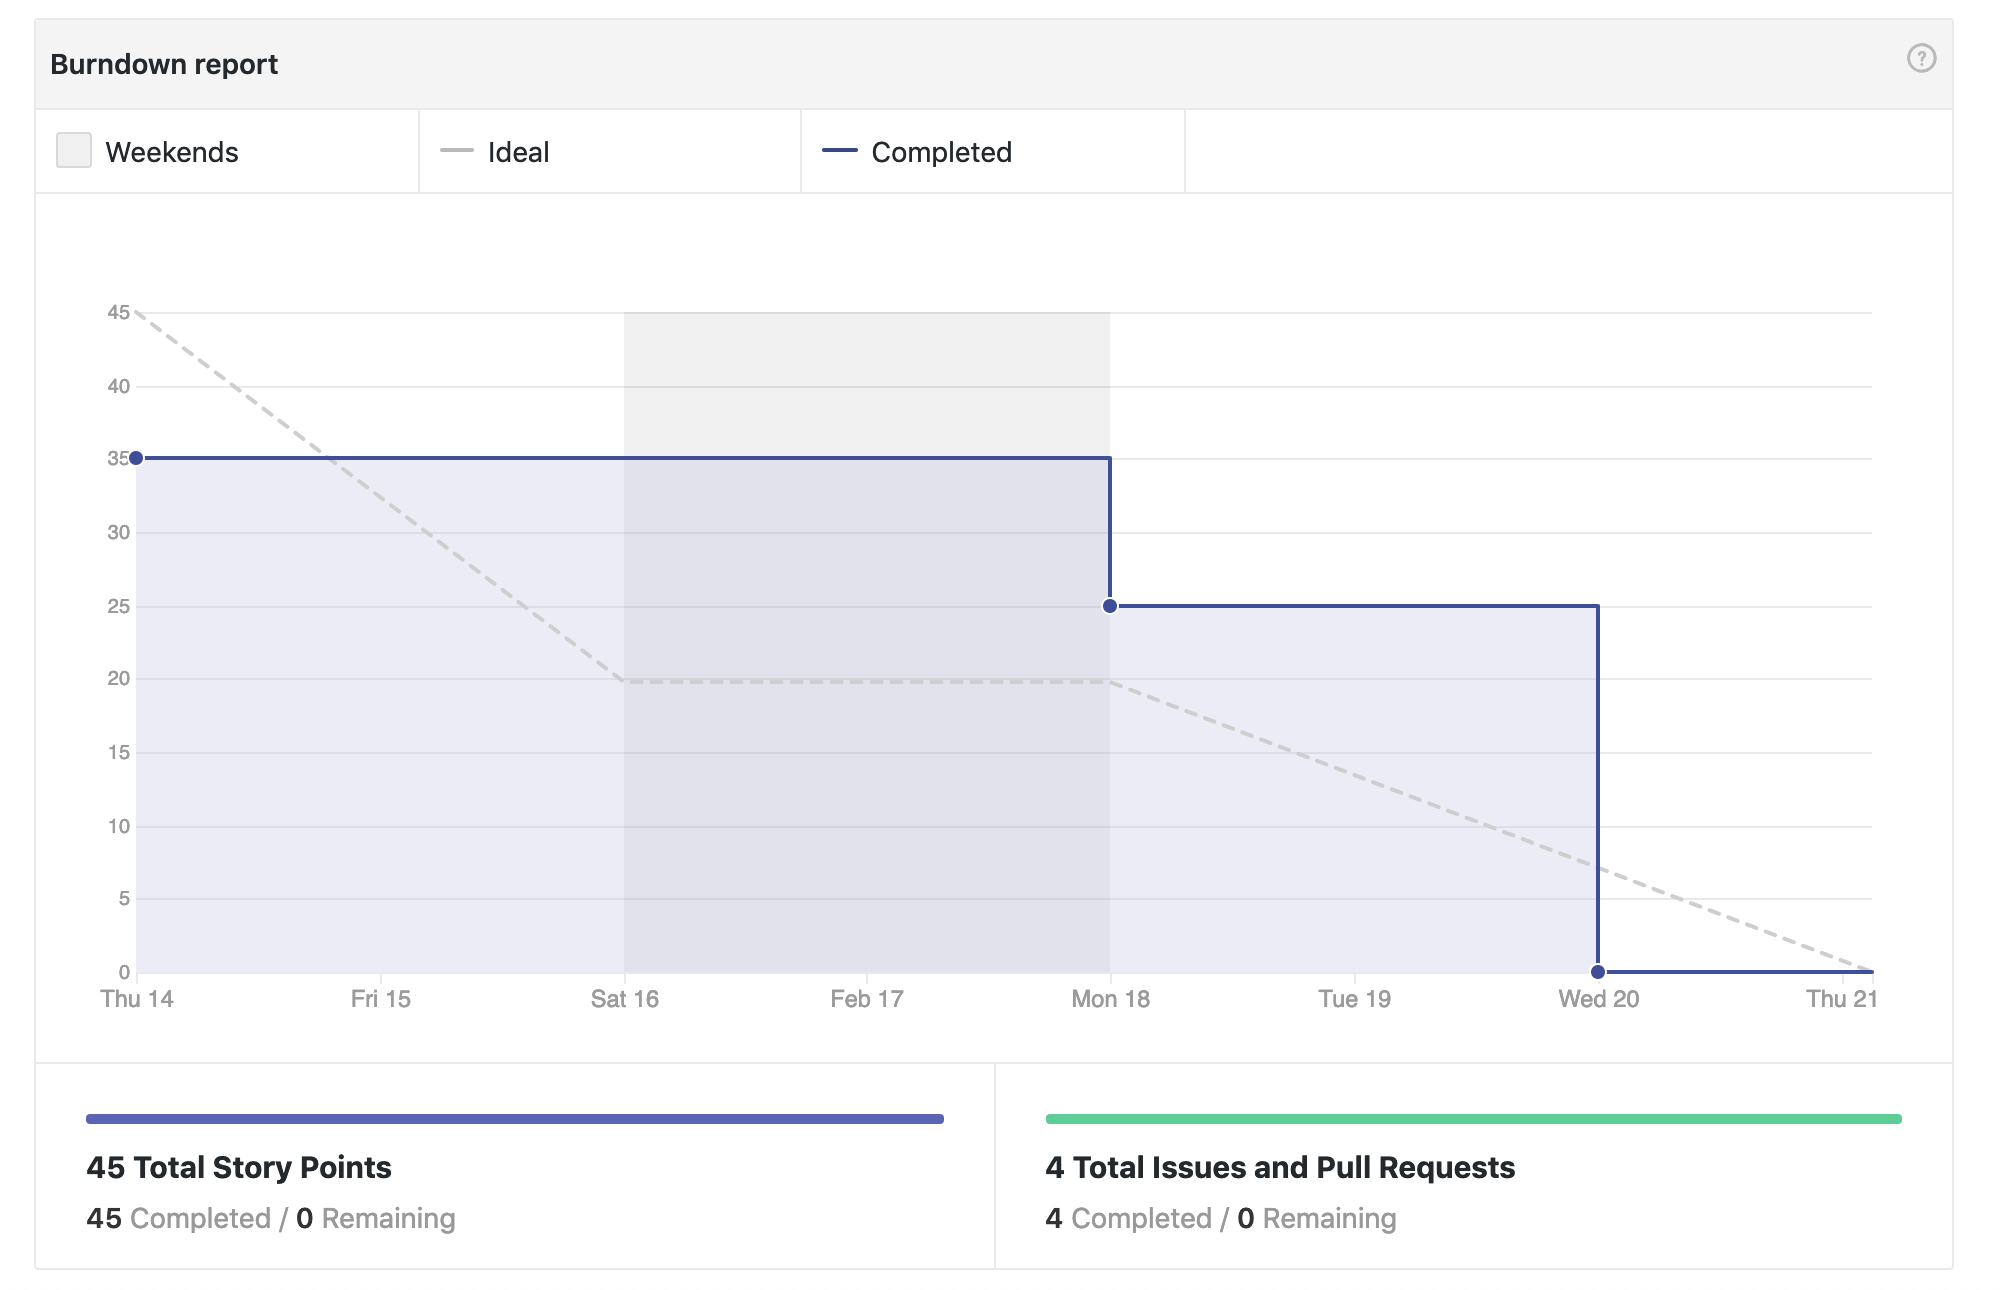 Burndown report
?
Weekends
Ideal
Completed
45
40
35
30
25
20
15
10
5
0
Thu 14 Fri 15 Sat 16 Feb 17 Mon 18 Tue 19 Wed 20 Thu 21
45 Total Story Points
45 Completed / 0 Remaining
4 Total Issues and Pull Requests
4 Completed / 0 Remaining